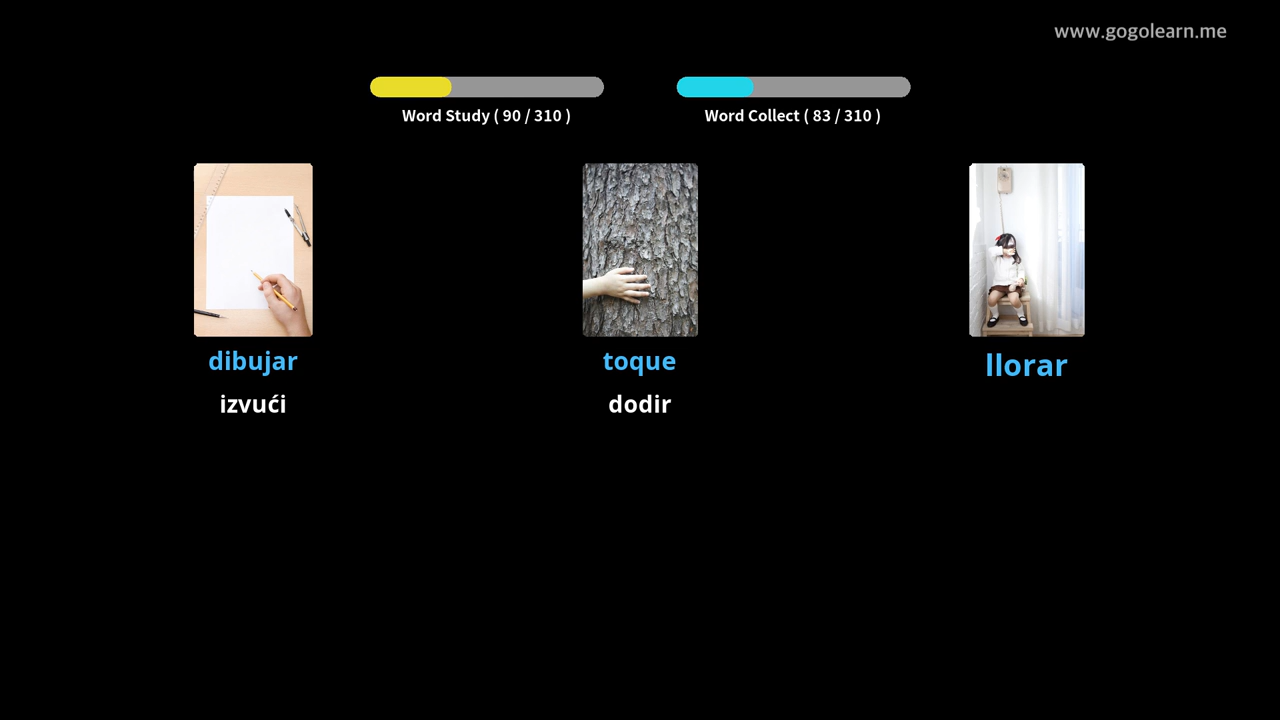 www.gogolearn.me
Word Study ( 90 / 310 )
Word Collect ( 83 / 310 )
dibujar
toque
llorar
izvući
dodir